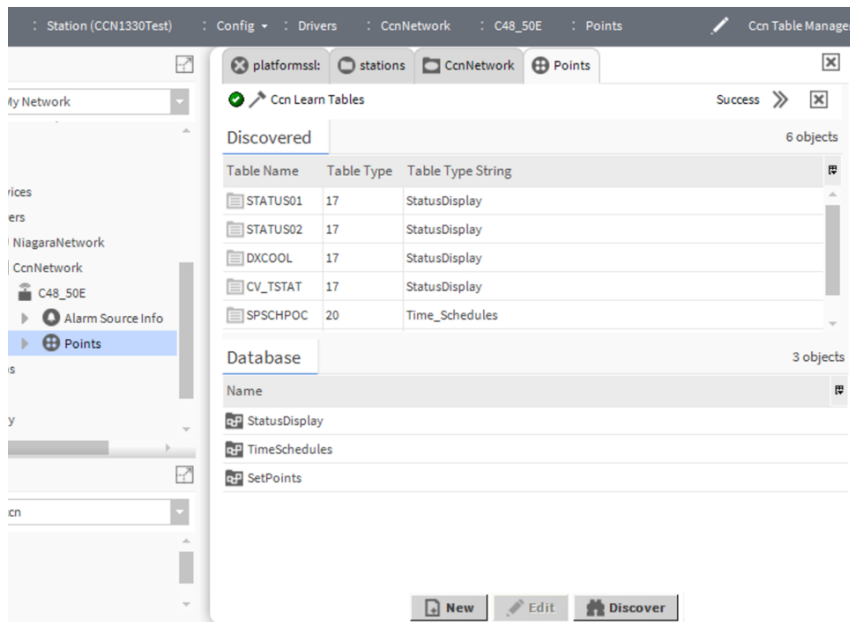 : Station (CCN1330Test) : Config : Drivers : CcnNetwork : C48_50E : Points Ccn Table Manage
platformssl: stations CcnNetwork Points
My Network
Ccn Learn Tables Success
Discovered 6 objects
Table Name Table Type Table Type String
STATUS01 17 StatusDisplay
STATUS02 17 StatusDisplay
DXCOOL 17 StatusDisplay
CV_TSTAT 17 StatusDisplay
SPSCHPOC 20 Time_Schedules
vices
ers
NiagaraNetwork
CcnNetwork
C48_50E
Alarm Source Info
Points
s
y
cn
Database 3 objects
Name
StatusDisplay
TimeSchedules
SetPoints
New Edit Discover